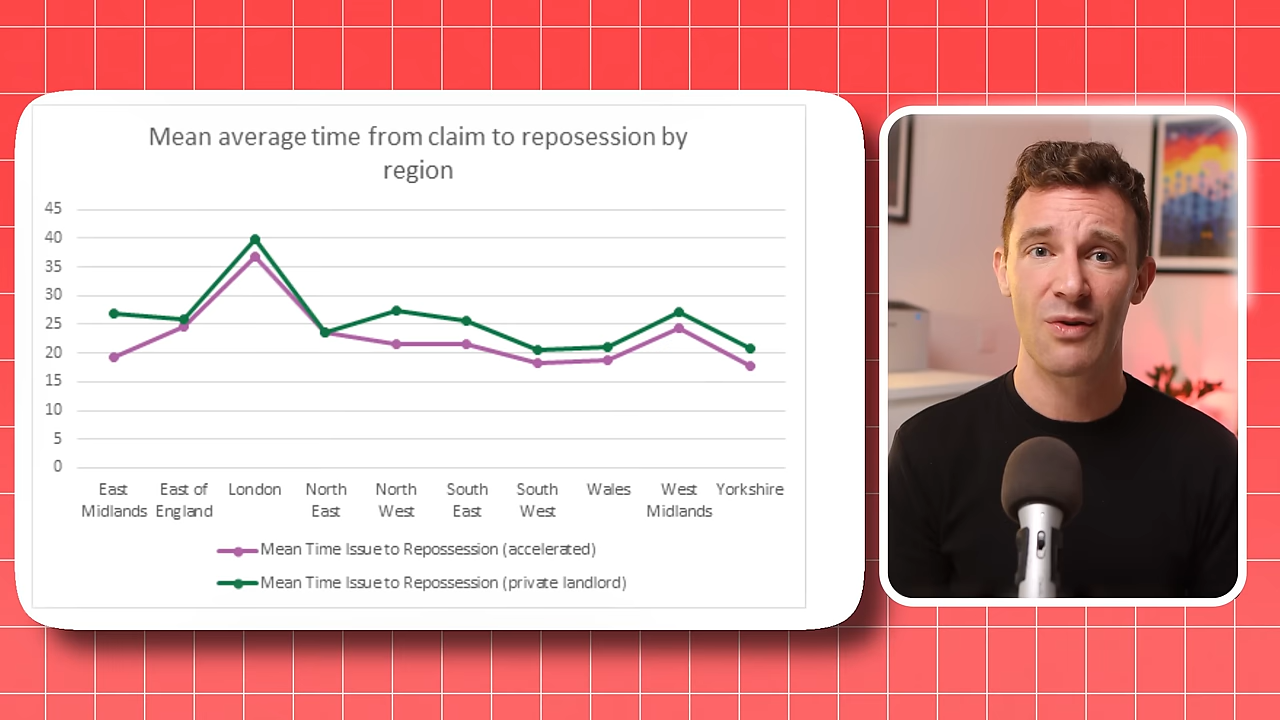 Mean average time from claim to reposession by
region
45
40
35
30
25
20
15
10
5
0
East Midlands
East of England
London
North East
North West
South East
South West
Wales
West Midlands
Yorkshire
Mean Time Issue to Repossession (accelerated)
Mean Time Issue to Repossession (private landlord)